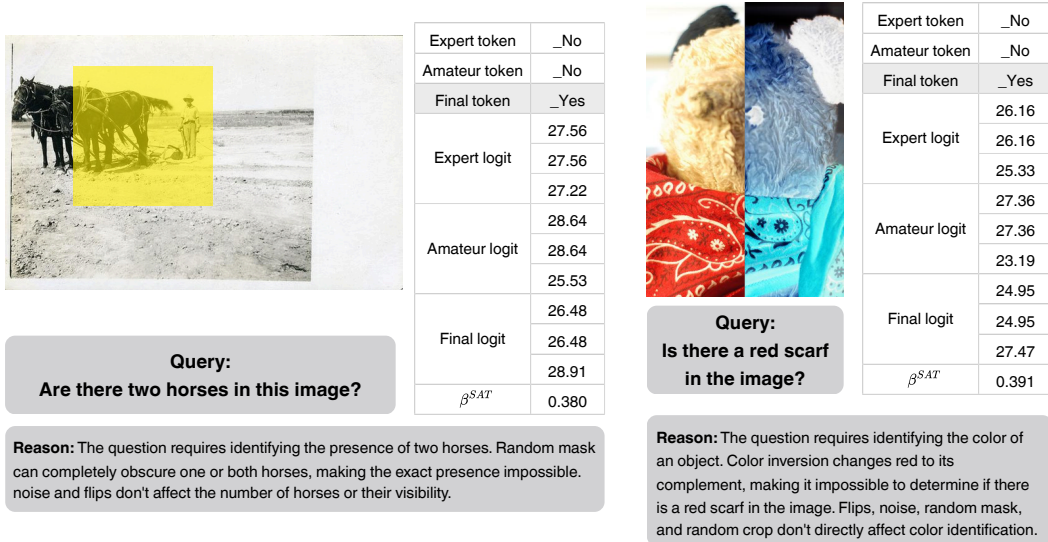 Expert token _No
Amateur token _No
Final token _Yes
Expert logit
27.56
27.56
27.22
Amateur logit
28.64
28.64
25.53
Final logit
26.48
26.48
28.91
β^SAT 0.380
Query:
Are there two horses in this image?
Reason: The question requires identifying the presence of two horses. Random mask
can completely obscure one or both horses, making the exact presence impossible.
noise and flips don't affect the number of horses or their visibility.
Expert token _No
Amateur token _No
Final token _Yes
Expert logit
26.16
26.16
25.33
Amateur logit
27.36
27.36
23.19
Final logit
24.95
24.95
27.47
β^SAT 0.391
Query:
Is there a red scarf
in the image?
Reason: The question requires identifying the color of
an object. Color inversion changes red to its
complement, making it impossible to determine if there
is a red scarf in the image. Flips, noise, random mask,
and random crop don't directly affect color identification.